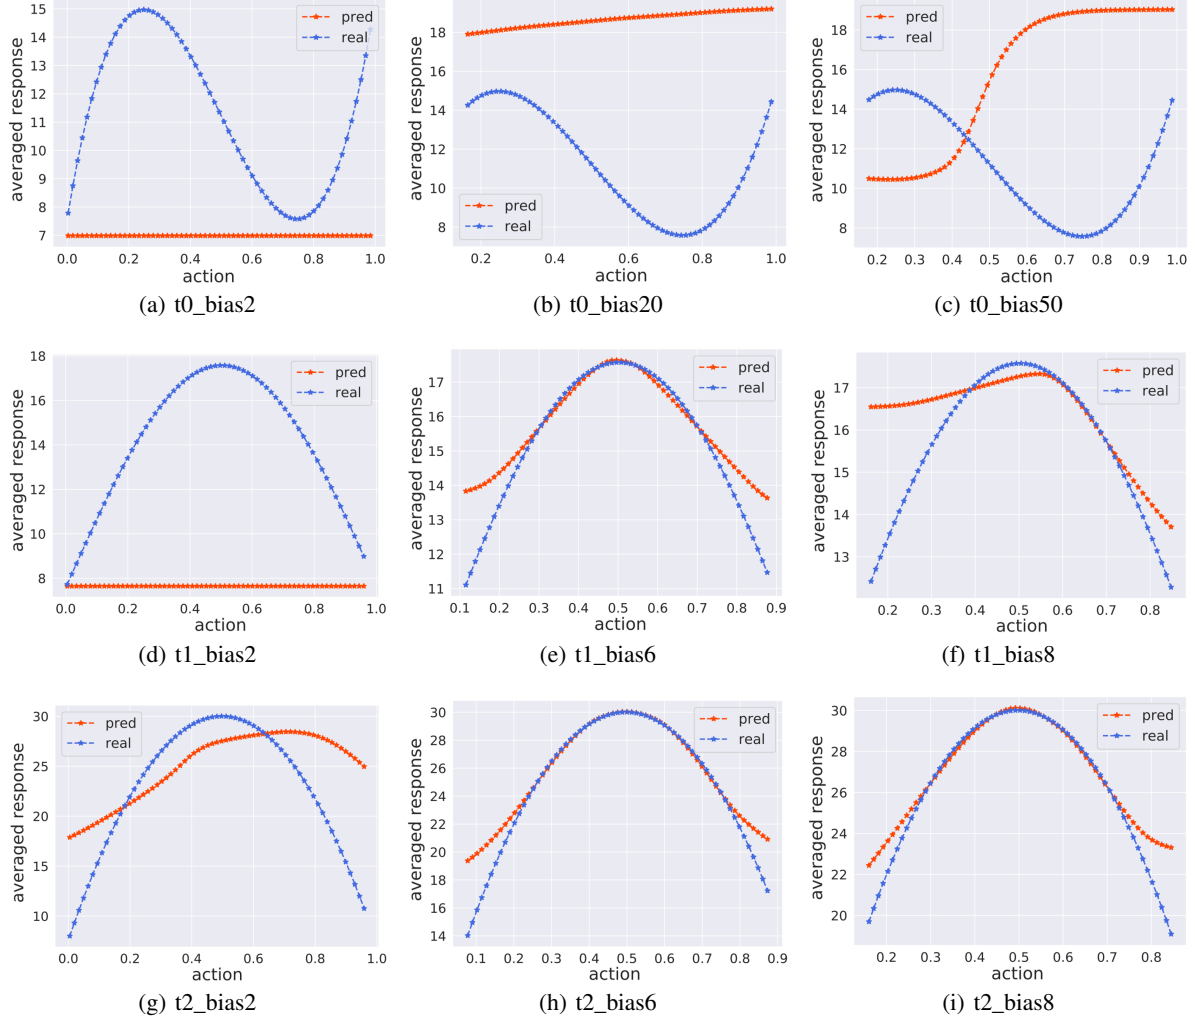 15
14
13
12
11
10
9
8
7
averaged response
pred
real
0.0 0.2 0.4 0.6 0.8 1.0
action
(a) t0_bias2
18
16
14
12
10
8
averaged response
pred
real
0.2 0.4 0.6 0.8 1.0
action
(b) t0_bias20
18
16
14
12
10
8
averaged response
pred
real
0.2 0.3 0.4 0.5 0.6 0.7 0.8 0.9 1.0
action
(c) t0_bias50
18
16
14
12
10
8
averaged response
pred
real
0.0 0.2 0.4 0.6 0.8 1.0
action
(d) t1_bias2
17
16
15
14
13
12
11
averaged response
pred
real
0.1 0.2 0.3 0.4 0.5 0.6 0.7 0.8 0.9
action
(e) t1_bias6
17
16
15
14
13
averaged response
pred
real
0.2 0.3 0.4 0.5 0.6 0.7 0.8
action
(f) t1_bias8
30
25
20
15
10
averaged response
pred
real
0.0 0.2 0.4 0.6 0.8 1.0
action
(g) t2_bias2
30
28
26
24
22
20
18
16
14
averaged response
pred
real
0.1 0.2 0.3 0.4 0.5 0.6 0.7 0.8 0.9
action
(h) t2_bias6
30
28
26
24
22
20
averaged response
pred
real
0.2 0.3 0.4 0.5 0.6 0.7 0.8
action
(i) t2_bias8